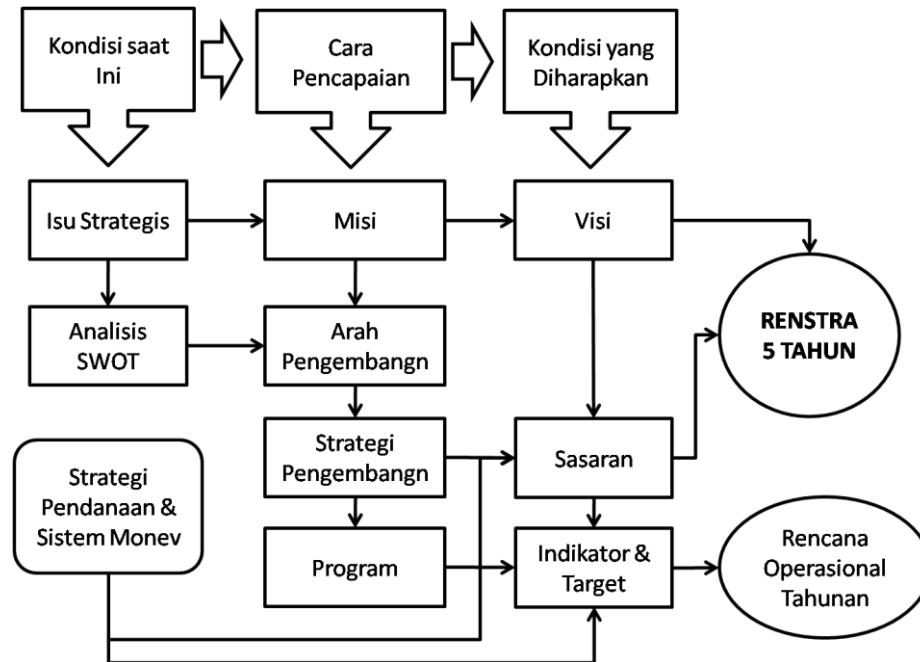 Kondisi saat
Ini
Cara
Pencapaian
Kondisi yang
Diharapkan
Isu Strategis
Misi
Visi
Analisis
SWOT
Arah
Pengembangn
RENSTRA
5 TAHUN
Strategi
Pendanaan &
Sistem Monev
Strategi
Pengembangn
Sasaran
Program
Indikator &
Target
Rencana
Operasional
Tahunan